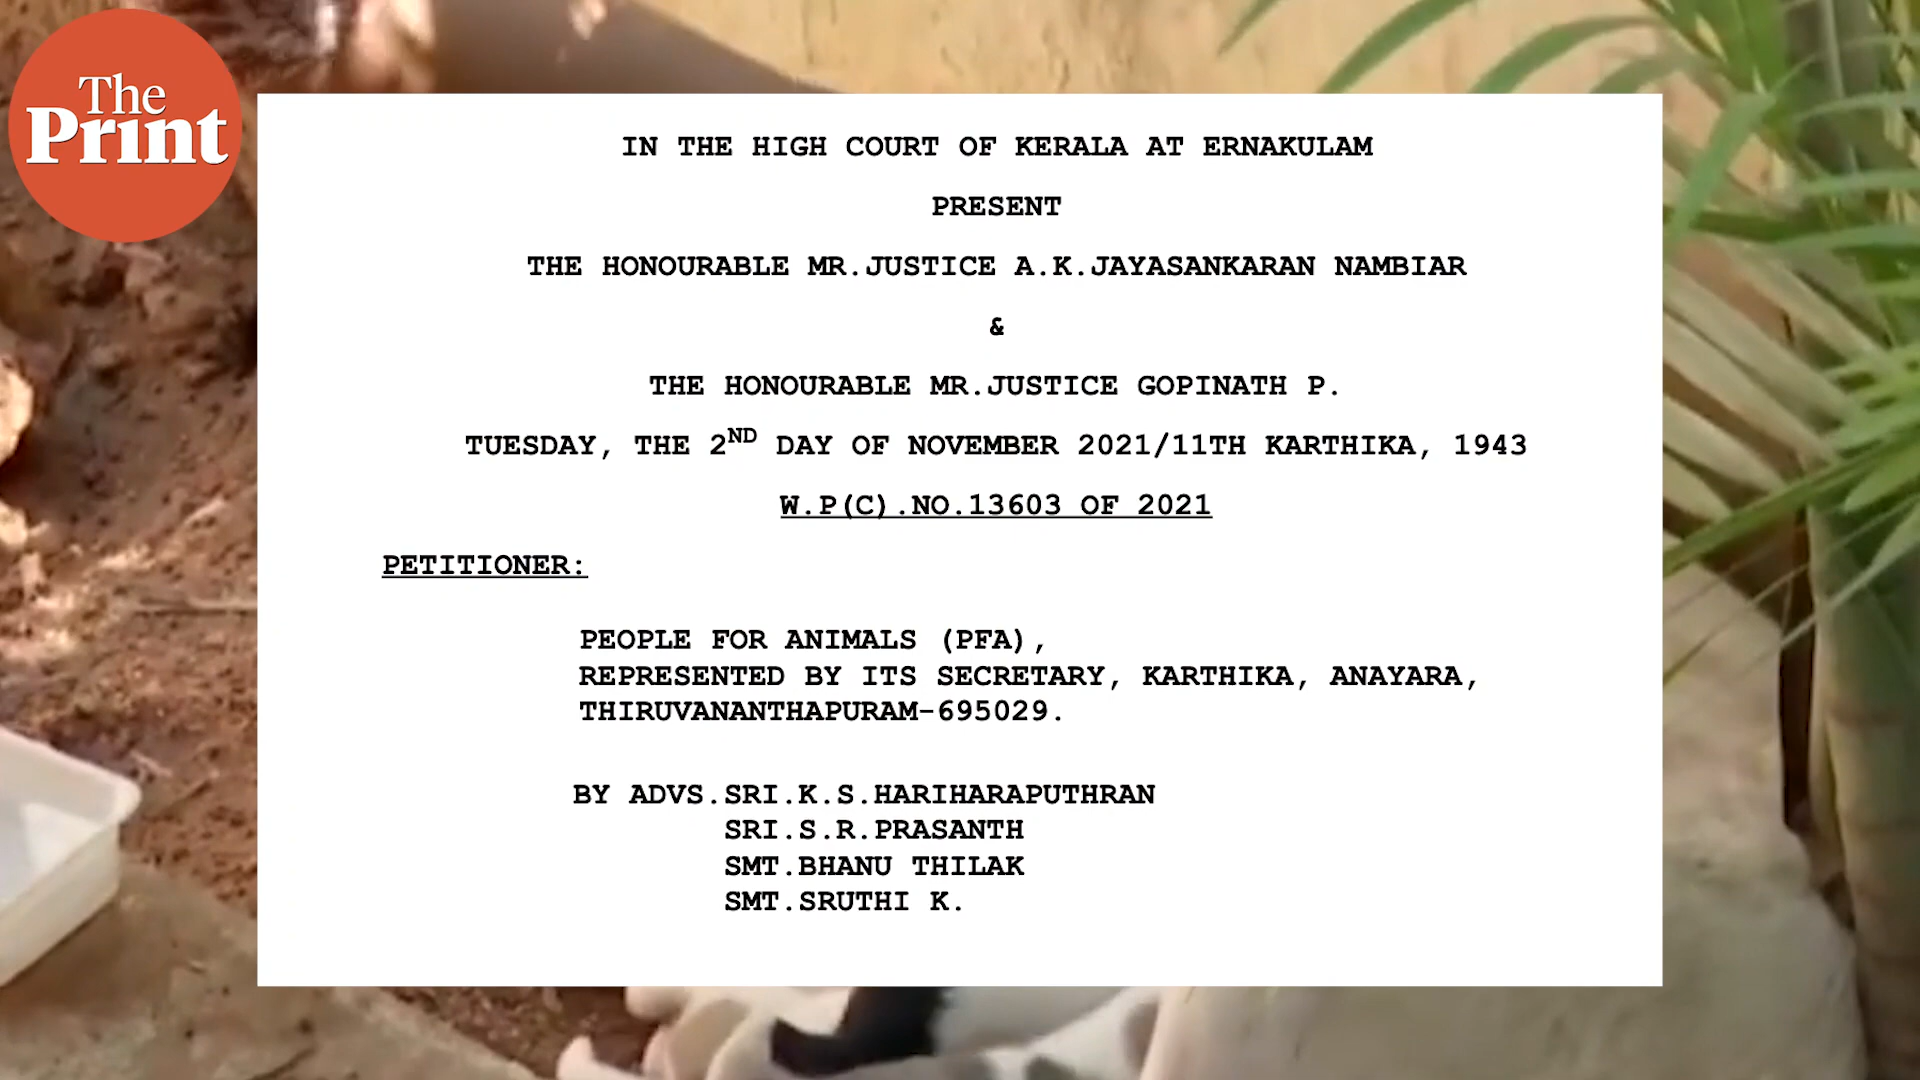 The
Print
IN THE HIGH COURT OF KERALA AT ERNAKULAM
PRESENT
THE HONOURABLE MR.JUSTICE A.K.JAYASANKARAN NAMBIAR
&
THE HONOURABLE MR.JUSTICE GOPINATH P.
TUESDAY, THE 2ND DAY OF NOVEMBER 2021/11TH KARTHIKA, 1943
W.P(C).NO.13603 OF 2021
PETITIONER:
PEOPLE FOR ANIMALS (PFA),
REPRESENTED BY ITS SECRETARY, KARTHIKA, ANAYARA,
THIRUVANANTHAPURAM-695029.
BY ADVS.SRI.K.S.HARIHARAPUTHRAN
SRI.S.R.PRASANTH
SMT.BHANU THILAK
SMT.SRUTHI K.